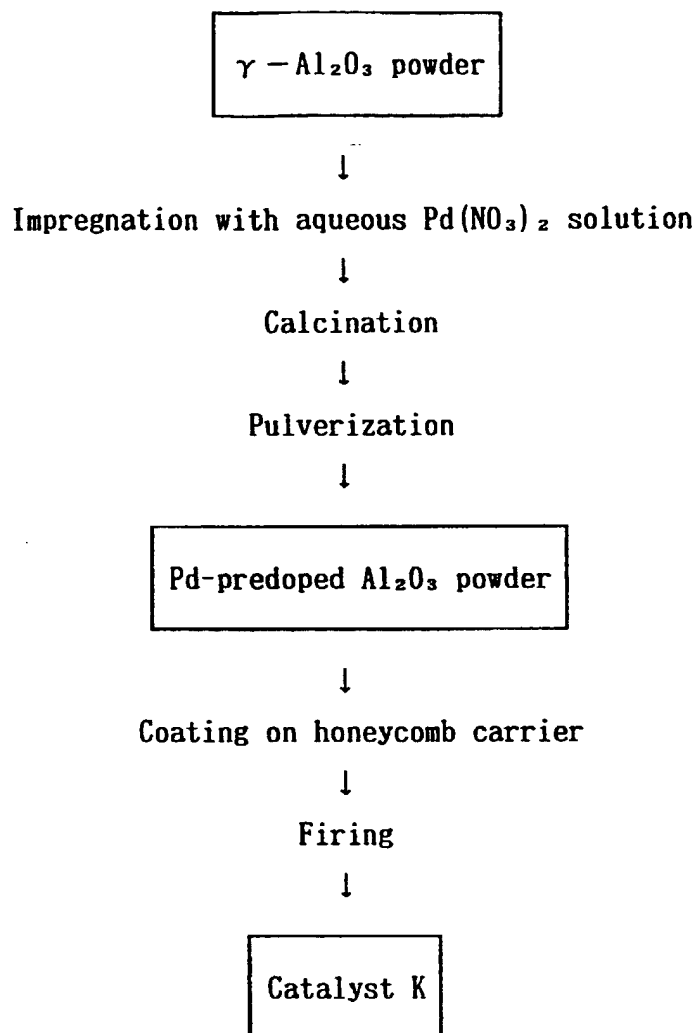 γ－Al₂O₃ powder
↓
Impregnation with aqueous Pd(NO₃)₂ solution
↓
Calcination
↓
Pulverization
↓
Pd-predoped Al₂O₃ powder
↓
Coating on honeycomb carrier
↓
Firing
↓
Catalyst K